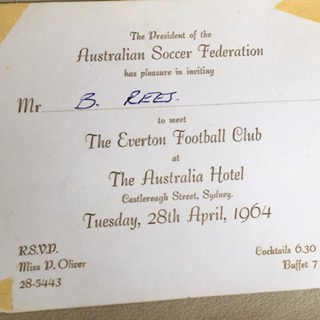 The President of the
Australian Soccer Federation
has pleasure in inviting
Mr B. REES.
to meet
The Everton Football Club
at
The Australia Hotel
Castlereagh Street, Sydney.
Tuesday, 28th April, 1964
R.S.V.P. Cocktails 6.30
Miss P. Oliver Buffet 7
28-5443